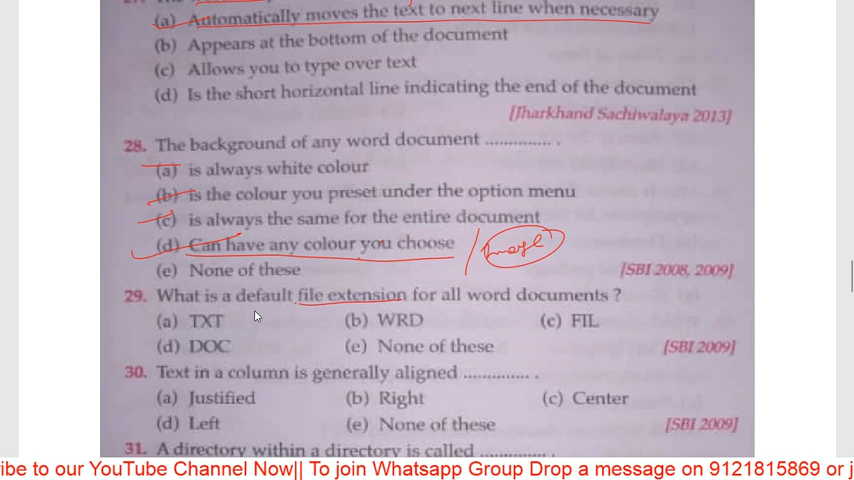 (a) Automatically moves the text to next line when necessary
(b) Appears at the bottom of the document
(c) Allows you to type over text
(d) Is the short horizontal line indicating the end of the document
[Jharkhand Sachiwalaya 2013]
28. The background of any word document .............. .
(a) is always white colour
(b) is the colour you preset under the option menu
(c) is always the same for the entire document
(d) Can have any colour you choose / Image
(e) None of these [SBI 2008, 2009]
29. What is a default file extension for all word documents ?
(a) TXT (b) WRD (c) FIL
(d) DOC (e) None of these [SBI 2009]
30. Text in a column is generally aligned .............. .
(a) Justified (b) Right (c) Center
(d) Left (e) None of these [SBI 2009]
31. A directory within a directory is called .............. .
ibe to our YouTube Channel Now|| To join Whatsapp Group Drop a message on 9121815869 or j